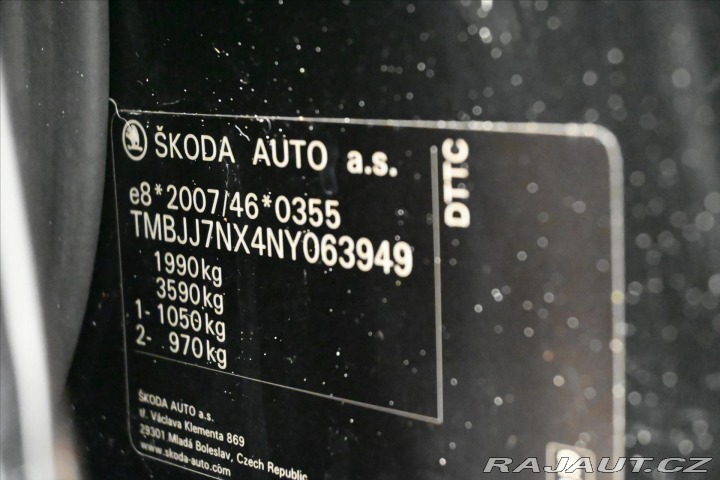 ŠKODA AUTO a.s.
DTTC
e8*2007/46*0355
TMBJJ7NX4NY063949
1990kg
3590kg
1- 1050kg
2- 970kg
ŠKODA AUTO a.s.
tř. Václava Klementa 869
29301 Mladá Boleslav, Czech Republic
www.skoda-auto.com
RAJAUT.CZ